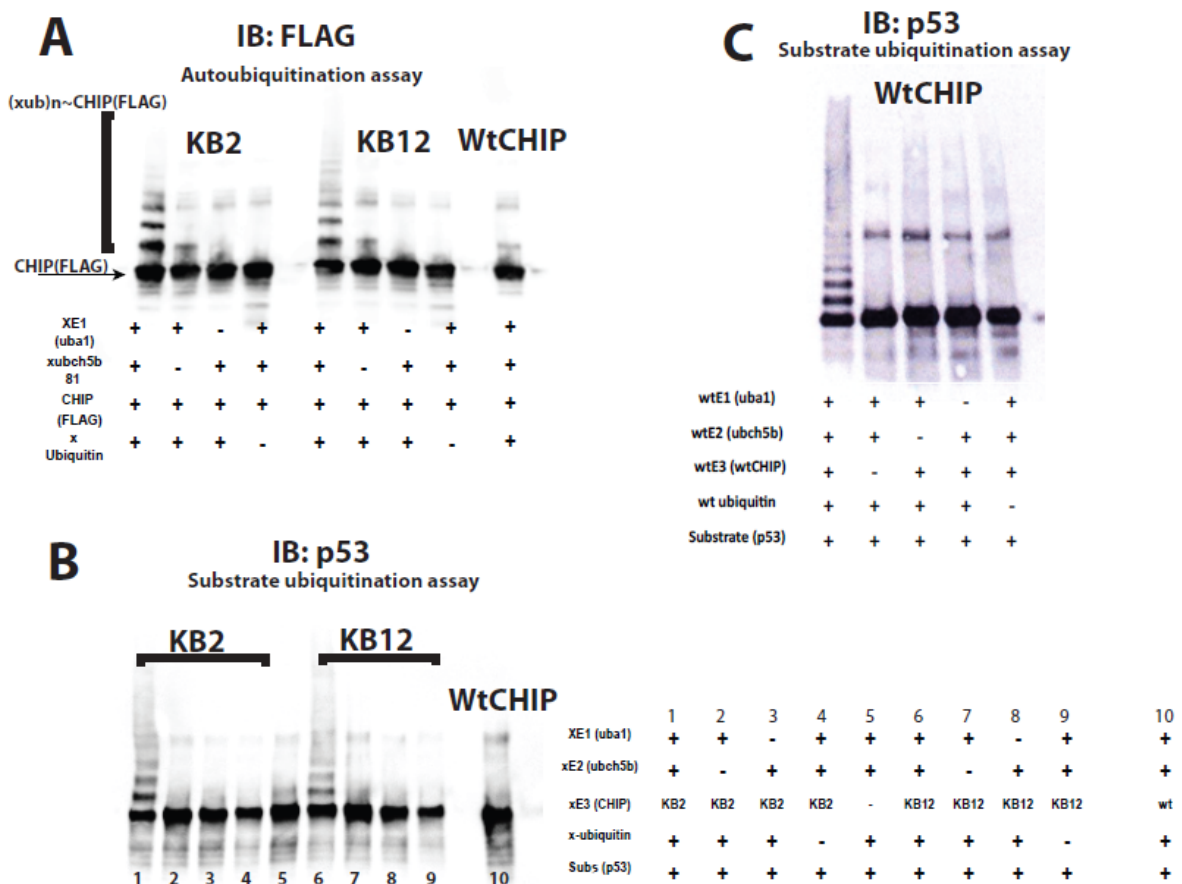 A
IB: FLAG
Autoubiquitination assay
(xub)n~CHIP(FLAG)
KB2
KB12
WtCHIP
CHIP(FLAG)
XE1 + + - + + + - + +
(uba1)
xubch5b + - + + + - + + +
81
CHIP + + + + + + + + +
(FLAG)
x + + + - + + + - +
Ubiquitin
C
IB: p53
Substrate ubiquitination assay
WtCHIP
wtE1 (uba1) + + + - +
wtE2 (ubch5b) + + - + +
wtE3 (wtCHIP) + - + + +
wt ubiquitin + + + + -
Substrate (p53) + + + + +
B
IB: p53
Substrate ubiquitination assay
KB2
KB12
WtCHIP
1 2 3 4 5 6 7 8 9 10
1 2 3 4 5 6 7 8 9 10
XE1 (uba1) + + - + + + + - + +
xE2 (ubch5b) + - + + + + - + + +
xE3 (CHIP) KB2 KB2 KB2 KB2 - KB12 KB12 KB12 KB12 wt
x-ubiquitin + + + - + + + + - +
Subs (p53) + + + + + + + + + +